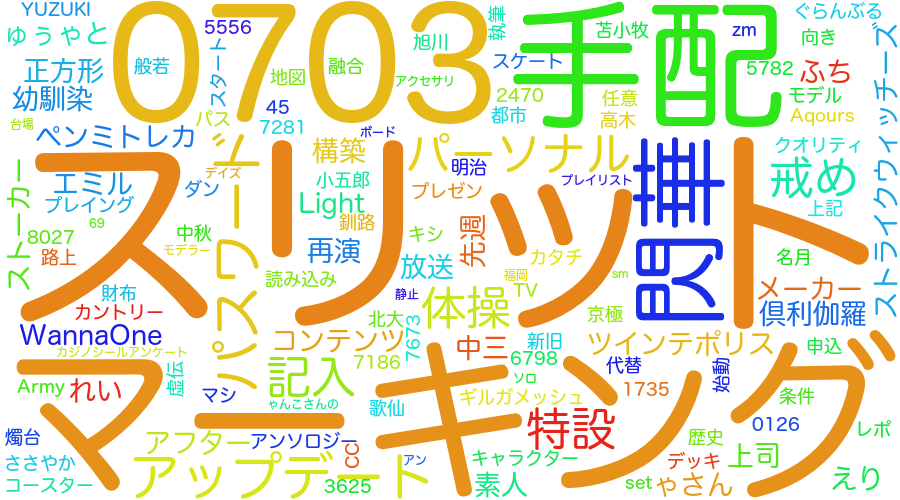 YUZUKI
0703
手配
ぐらんぶる
ゆうやと
5556
執筆
苫小牧
zm
向き
旭川
正方形
般若
スタート
地図
融合
スケート
5782
ふち
アクセサリ
幼馴染
45
2470
任意
モデル
ストライクウィッチーズ
台場
パス
7281
都市
高木
Aqours
ペンミトレカ
ボード
スリット
パスワード
構築
パーソナル
閃華
クオリティ
デイズ
明治
戒め
エミル
ダン
小五郎
プレゼン
プレイリスト
ストーカー
プレイング
Light
釧路
上記
69
中秋
キシ
先週
カタチ
8027
モデラー
再演
名月
路上
読み込み
放送
福岡
sm
財布
静止
TV
メーカー
カントリー
体操
京極
倶利伽羅
WannaOne
北大
7673
コンテンツ
新旧
ツインテポリス
申込
カジノシールアンケート
中三
マーキング
7186
6798
代替
Army
れい
虚伝
記入
ソロ
始動
マシ
1735
条件
ギルガメッシュ
ゃんこさんの
歌仙
特設
0126
燭台
アフター
アンソロジー
歴史
レポ
ささやか
CC
アン
キャラクター
デッキ
上司
アップデート
コースター
3625
素人
set
ゃさん
えり